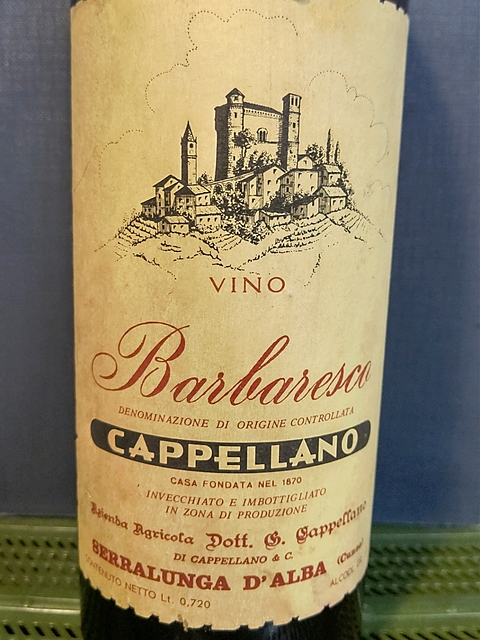 VINO
Barbaresco
DENOMINAZIONE DI ORIGINE CONTROLLATA
CAPPELLANO
CASA FONDATA NEL 1870
INVECCHIATO E IMBOTTIGLIATO
IN ZONA DI PRODUZIONE
Azienda Agricola Dott. G. Cappellano
DI CAPPELLANO & C.
SERRALUNGA D'ALBA (Cuneo)
CONTENUTO NETTO Lt. 0,720
ALCOOL